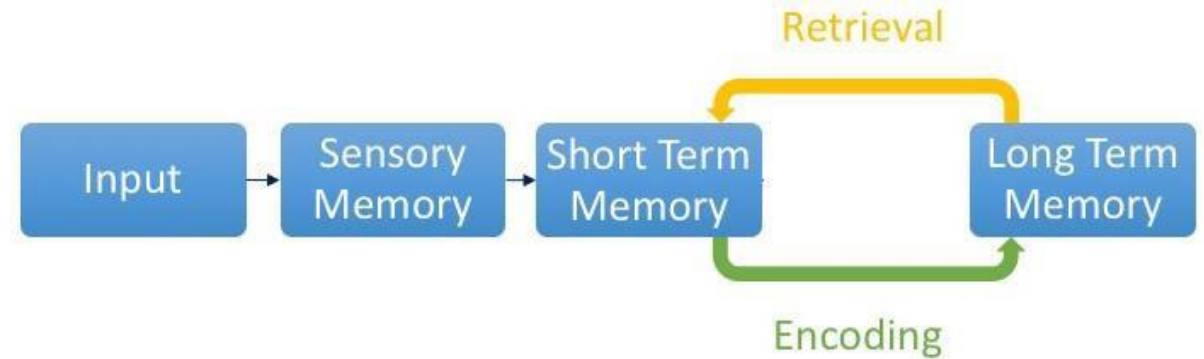 Retrieval
Input
Sensory
Memory
Short Term
Memory
Long Term
Memory
Encoding